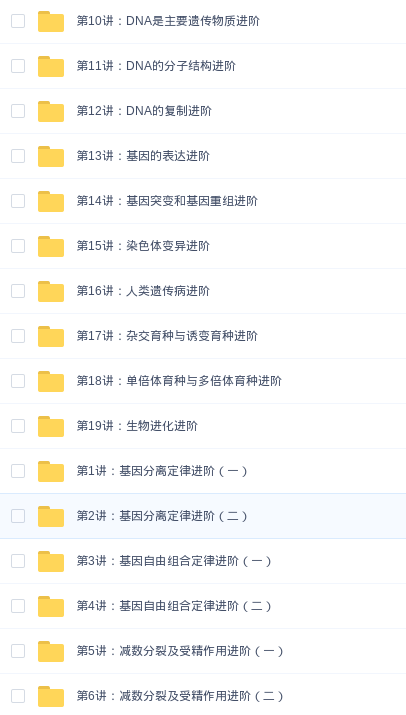 第10讲：DNA是主要遗传物质进阶
第11讲：DNA的分子结构进阶
第12讲：DNA的复制进阶
第13讲：基因的表达进阶
第14讲：基因突变和基因重组进阶
第15讲：染色体变异进阶
第16讲：人类遗传病进阶
第17讲：杂交育种与诱变育种进阶
第18讲：单倍体育种与多倍体育种进阶
第19讲：生物进化进阶
第1讲：基因分离定律进阶（一）
第2讲：基因分离定律进阶（二）
第3讲：基因自由组合定律进阶（一）
第4讲：基因自由组合定律进阶（二）
第5讲：减数分裂及受精作用进阶（一）
第6讲：减数分裂及受精作用进阶（二）